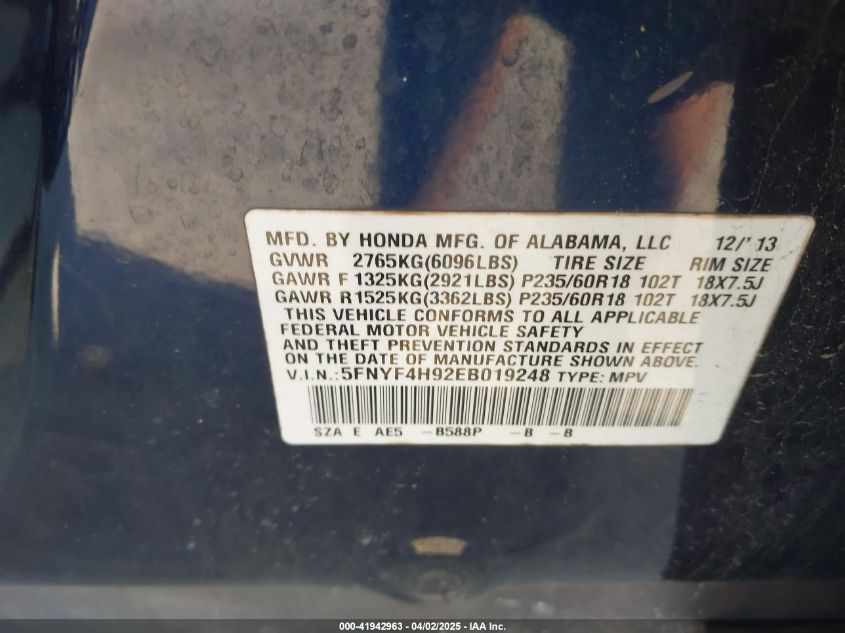 MFD. BY HONDA MFG. OF ALABAMA, LLC 12/'13
GVWR 2765KG(6096LBS) TIRE SIZE RIM SIZE
GAWR F 1325KG(2921LBS) P235/60R18 102T 18X7.5J
GAWR R 1525KG(3362LBS) P235/60R18 102T 18X7.5J
THIS VEHICLE CONFORMS TO ALL APPLICABLE
FEDERAL MOTOR VEHICLE SAFETY
AND THEFT PREVENTION STANDARDS IN EFFECT
ON THE DATE OF MANUFACTURE SHOWN ABOVE.
V.I.N.: 5FNYF4H92EB019248 TYPE: MPV
SZA E AE5 -B588P -B -B
000-41942963 - 04/02/2025 - IAA Inc.